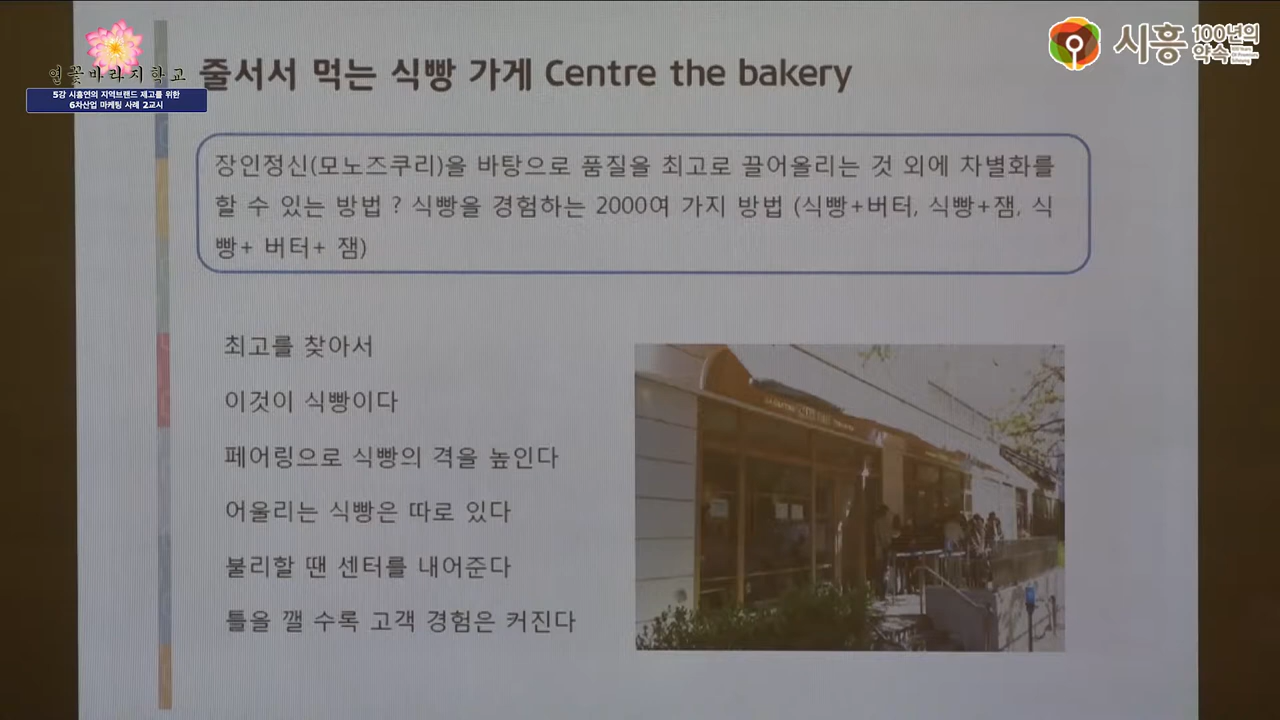 연꽃바라지학교
5강 시흥연의 지역브랜드 제고를 위한
6차산업 마케팅 사례 2교시
시흥
100년의
약속
줄서서 먹는 식빵 가게 Centre the bakery
장인정신(모노즈쿠리)을 바탕으로 품질을 최고로 끌어올리는 것 외에 차별화를
할 수 있는 방법 ? 식빵을 경험하는 2000여 가지 방법 (식빵+버터, 식빵+잼, 식
빵+ 버터+ 잼)
최고를 찾아서
이것이 식빵이다
페어링으로 식빵의 격을 높인다
어울리는 식빵은 따로 있다
불리할 땐 센터를 내어준다
틀을 깰 수록 고객 경험은 커진다